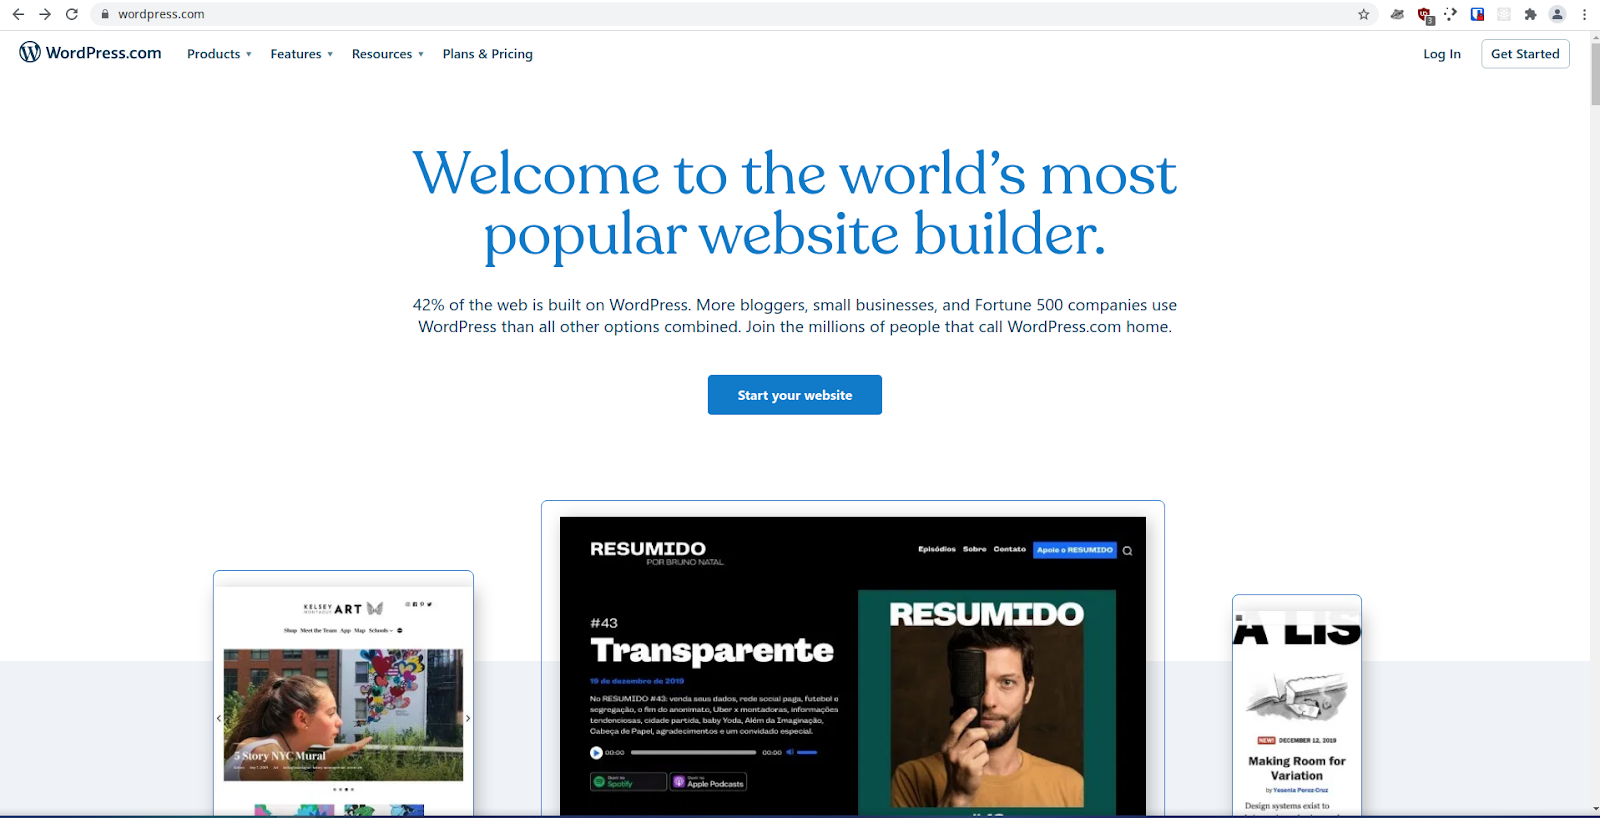 wordpress.com
3
WordPress.com
Products
Features
Resources
Plans & Pricing
Log In
Get Started
Welcome to the world’s most
popular website builder.
42% of the web is built on WordPress. More bloggers, small businesses, and Fortune 500 companies use
WordPress than all other options combined. Join the millions of people that call WordPress.com home.
Start your website
KELSEY
MONTAGUE
ART
Shop Meet the Team App Map Schools
5 Story NYC Mural
RESUMIDO
POR BRUNO NATAL
Episódios Sobre Contato Apoie o RESUMIDO
#43
Transparente
19 de dezembro de 2019
No RESUMIDO #43: venda seus dados, rede social paga, futebol e
segregação, o fim do anonimato, Uber x montadoras, informações
tendenciosas, cidade partida, baby Yoda, Além da Imaginação,
Cabeça de Papel, agradecimentos e um convidado especial.
00:00
00:00
Spotify
Apple Podcasts
RESUMIDO
A LIS
NEW! DECEMBER 12, 2019
Making Room for
Variation
by Yesenia Perez-Cruz
Design systems exist to